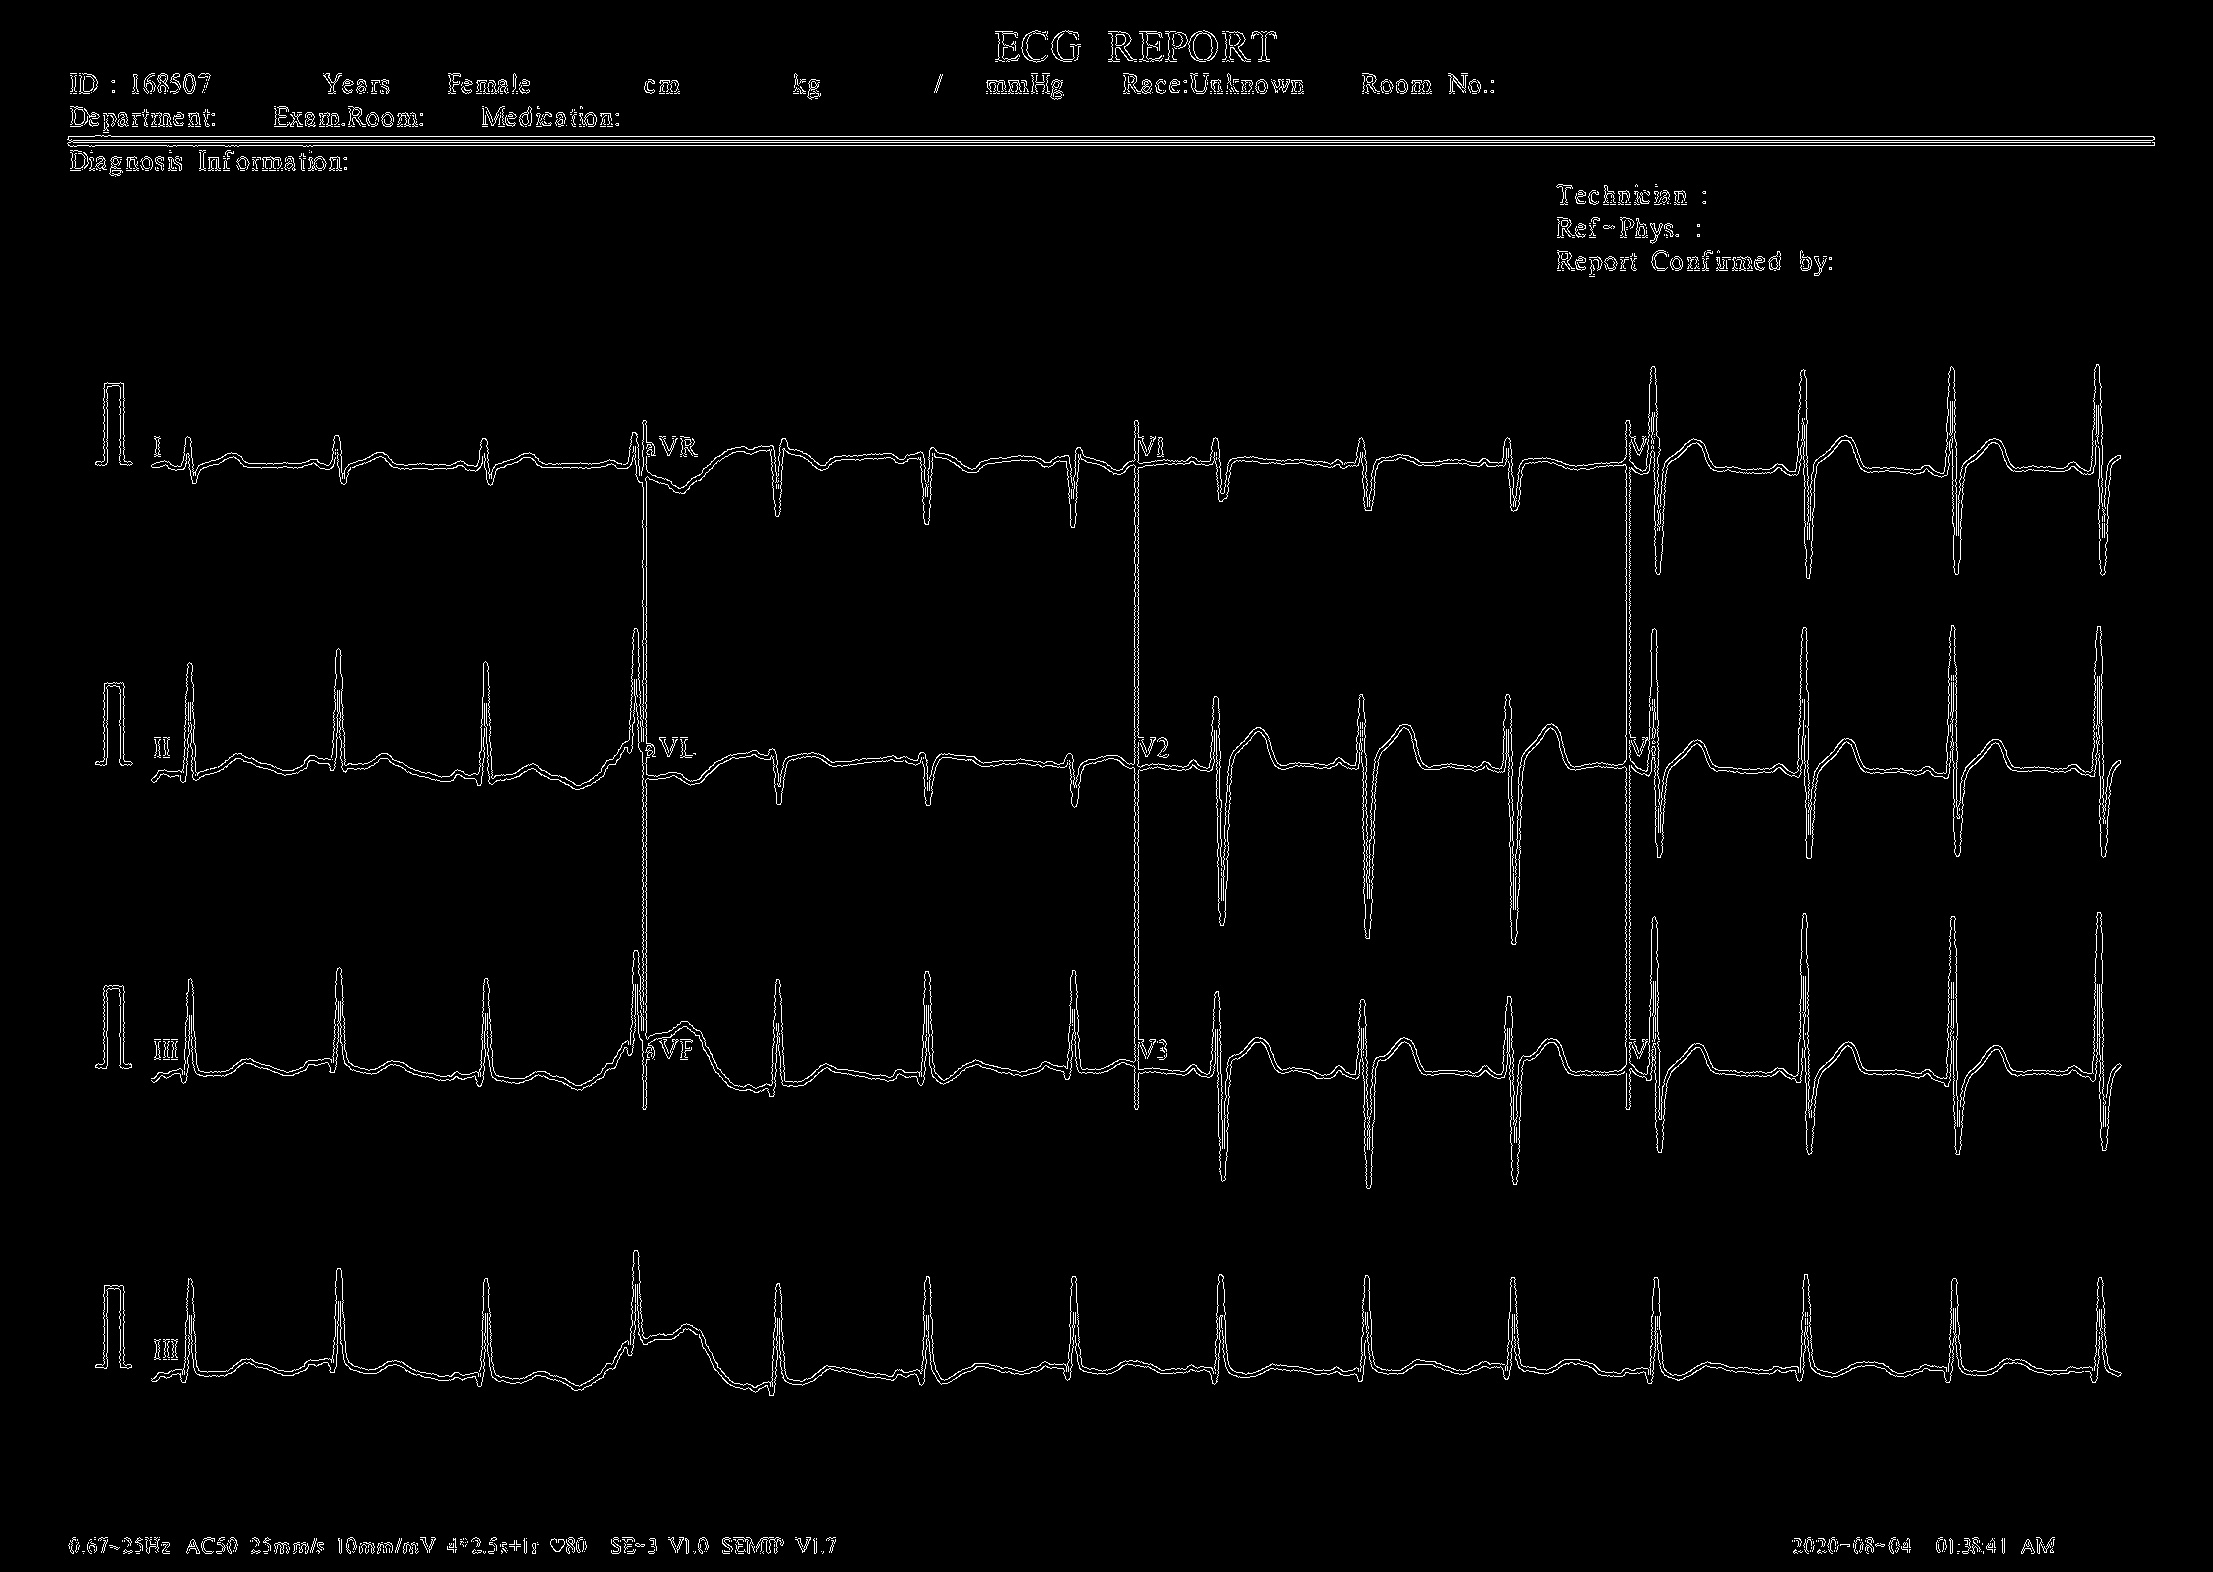 ECG REPORT
ID : 168507 Years Female cm kg / mmHg Race:Unknown Room No.:
Department: Exam.Room: Medication:
Diagnosis Information:
Technician :
Ref-Phys. :
Report Confirmed by:
I aVR V1
II aVL V2
III aVF V3
III
0.67~25Hz AC50 25mm/s 10mm/mV 4*2.5s+1r ♡80 SE-3 V1.0 SEMIP V1.7 2020-08-04 01:38:41 AM